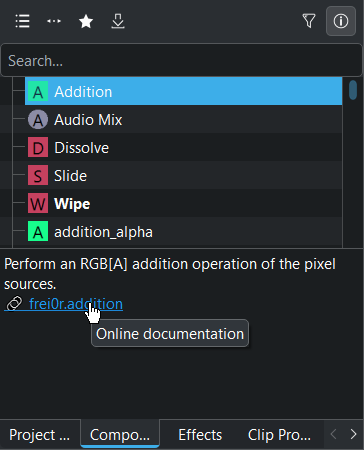 Search...
A Addition
A Audio Mix
D Dissolve
S Slide
W Wipe
A addition_alpha
Perform an RGB[A] addition operation of the pixel
sources.
frei0r.addition
Online documentation
Project ... Compo... Effects Clip Pro...